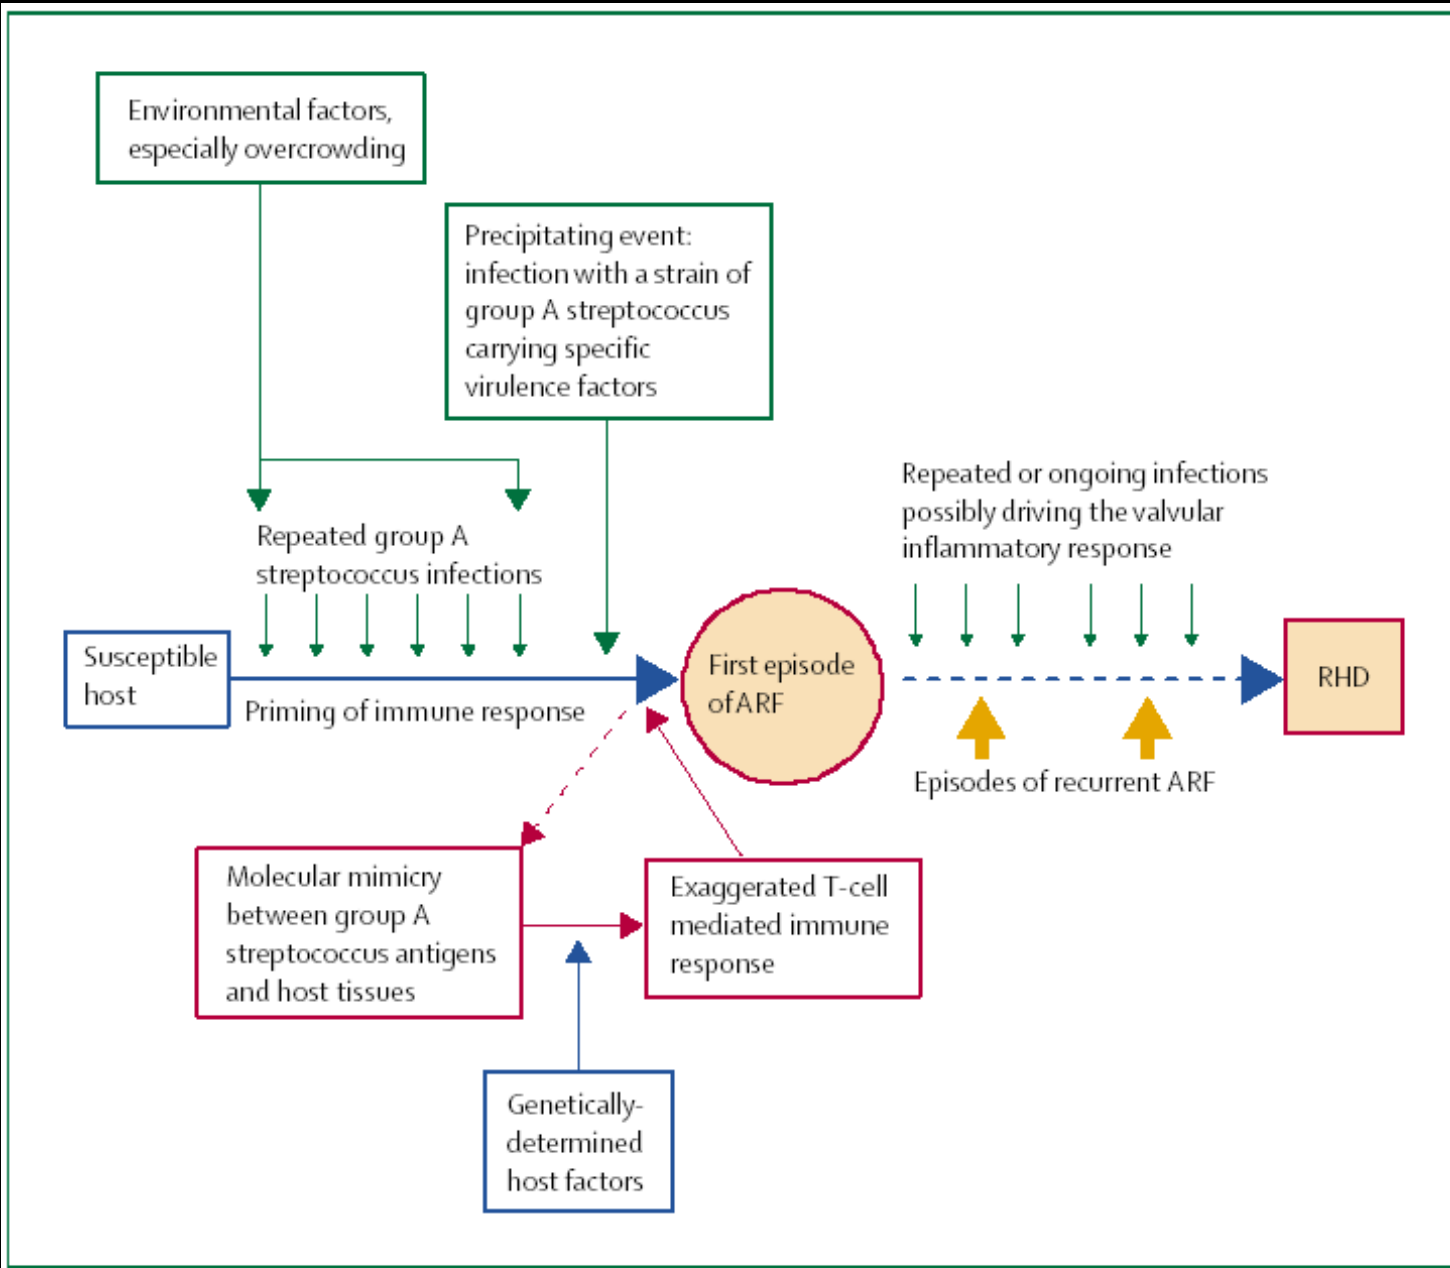 Environmental factors,
especially overcrowding
Precipitating event:
infection with a strain of
group A streptococcus
carrying specific
virulence factors
Repeated group A
streptococcus infections
Repeated or ongoing infections
possibly driving the valvular
inflammatory response
Susceptible
host
Priming of immune response
First episode
of ARF
RHD
Episodes of recurrent ARF
Molecular mimicry
between group A
streptococcus antigens
and host tissues
Exaggerated T-cell
mediated immune
response
Genetically-
determined
host factors